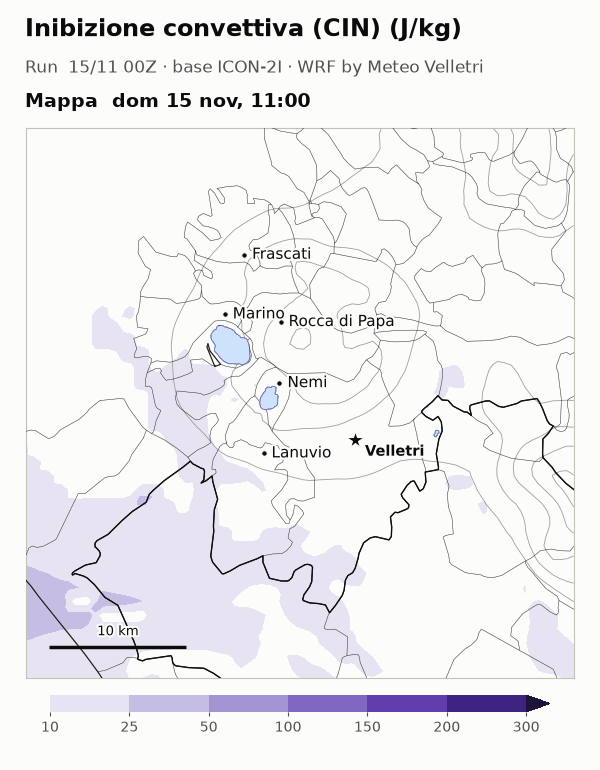 Inibizione convettiva (CIN) (J/kg)
Run  15/11 00Z · base ICON-2I · WRF by Meteo Velletri
Mappa  dom 15 nov, 11:00
Frascati
Marino
Rocca di Papa
Nemi
Velletri
Lanuvio
10 km
10 25 50 100 150 200 300